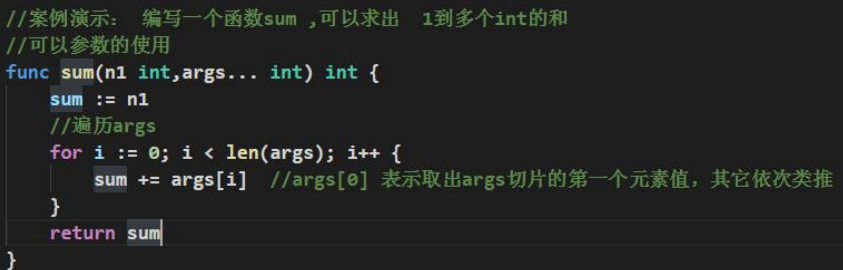 //案例演示： 编写一个函数sum ,可以求出  1到多个int的和
//可以参数的使用
func sum(n1 int,args... int) int {
    sum := n1
    //遍历args
    for i := 0; i < len(args); i++ {
        sum += args[i]  //args[0] 表示取出args切片的第一个元素值，其它依次类推
    }
    return sum
}